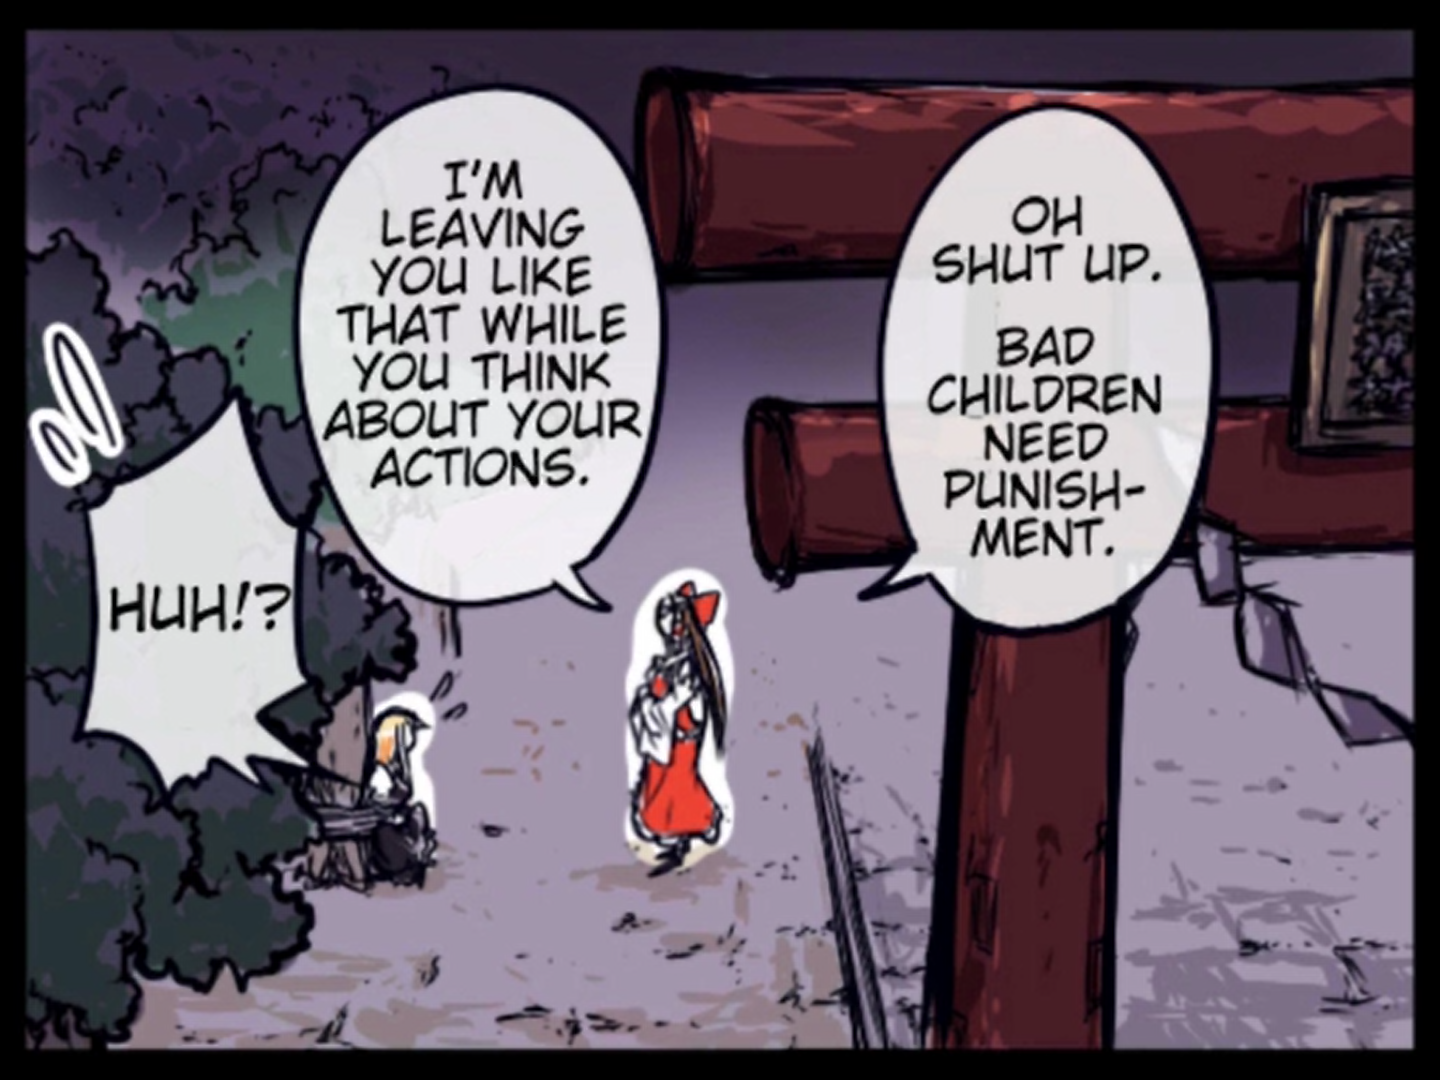 OH
SHUT UP.
BAD
CHILDREN
NEED
PUNISH-
MENT.
I'M
LEAVING
YOU LIKE
THAT WHILE
YOU THINK
ABOUT YOUR
ACTIONS.
HUH!?